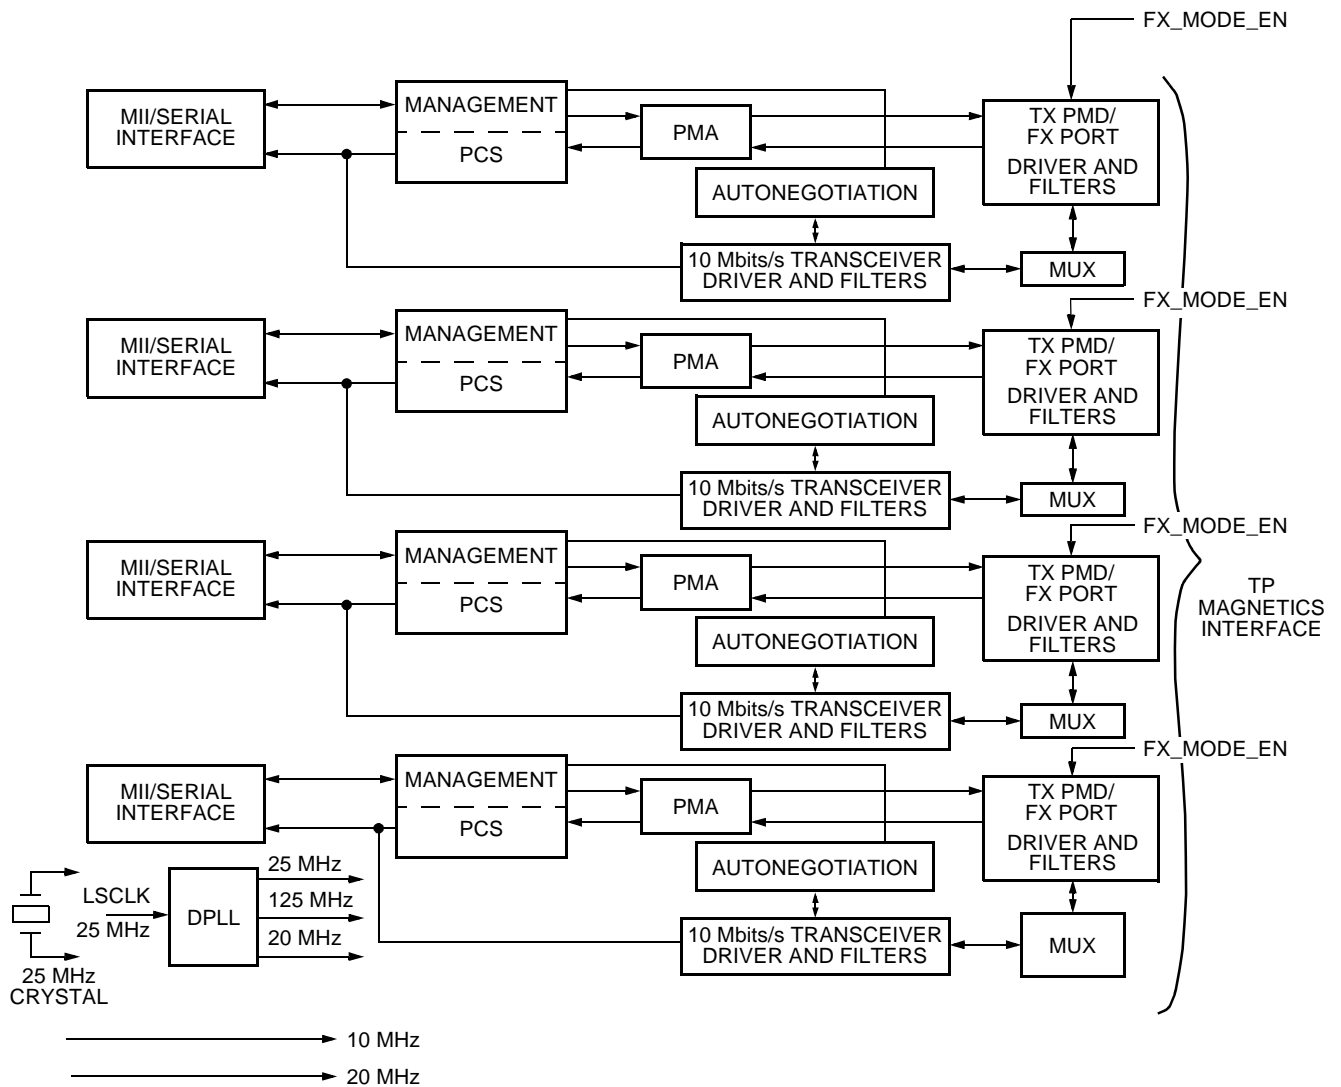 FX_MODE_EN
MII/SERIAL
INTERFACE
MANAGEMENT
PCS
PMA
TX PMD/
FX PORT
DRIVER AND
FILTERS
AUTONEGOTIATION
10 Mbits/s TRANSCEIVER
DRIVER AND FILTERS
MUX
FX_MODE_EN
MII/SERIAL
INTERFACE
MANAGEMENT
PCS
PMA
TX PMD/
FX PORT
DRIVER AND
FILTERS
AUTONEGOTIATION
10 Mbits/s TRANSCEIVER
DRIVER AND FILTERS
MUX
FX_MODE_EN
MII/SERIAL
INTERFACE
MANAGEMENT
PCS
PMA
TX PMD/
FX PORT
DRIVER AND
FILTERS
AUTONEGOTIATION
10 Mbits/s TRANSCEIVER
DRIVER AND FILTERS
MUX
TP
MAGNETICS
INTERFACE
FX_MODE_EN
MII/SERIAL
INTERFACE
MANAGEMENT
PCS
PMA
TX PMD/
FX PORT
DRIVER AND
FILTERS
AUTONEGOTIATION
10 Mbits/s TRANSCEIVER
DRIVER AND FILTERS
MUX
LSCLK
25 MHz
DPLL
25 MHz
125 MHz
20 MHz
25 MHz
CRYSTAL
10 MHz
20 MHz